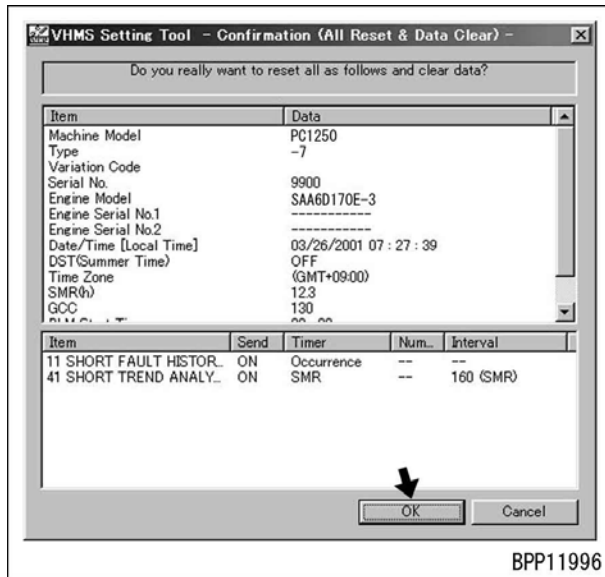 VHMS Setting Tool - Confirmation (All Reset & Data Clear) -
Do you really want to reset all as follows and clear data?
Item Data
Machine Model PC1250
Type -7
Variation Code
Serial No. 9900
Engine Model SAA6D170E-3
Engine Serial No.1 -----------
Engine Serial No.2 -----------
Date/Time [Local Time] 03/26/2001 07 : 27 : 39
DST(Summer Time) OFF
Time Zone (GMT+09:00)
SMR(h) 12.3
GCC 130
Item Send Timer Num... Interval
11 SHORT FAULT HISTOR... ON Occurrence -- --
41 SHORT TREND ANALY... ON SMR -- 160 (SMR)
OK Cancel
BPP11996